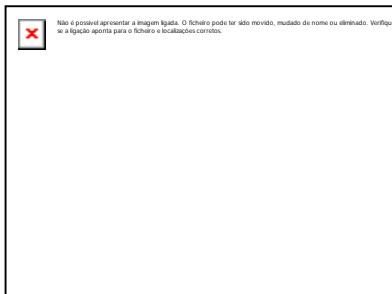 Não é possível apresentar a imagem ligada. O ficheiro pode ter sido movido, mudado de nome ou eliminado. Verifique
se a ligação aponta para o ficheiro e localizações corretos.